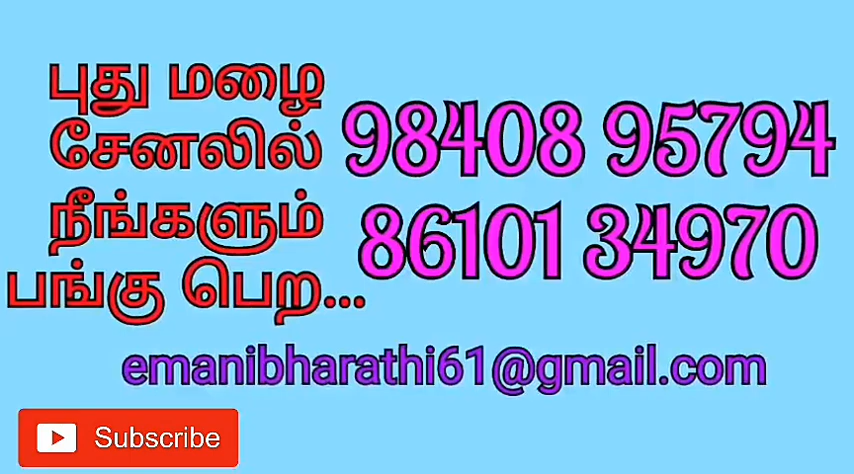 புது மழை
சேனலில்
நீங்களும்
பங்கு பெற...
98408 95794
86101 34970
emanibharathi61@gmail.com
Subscribe